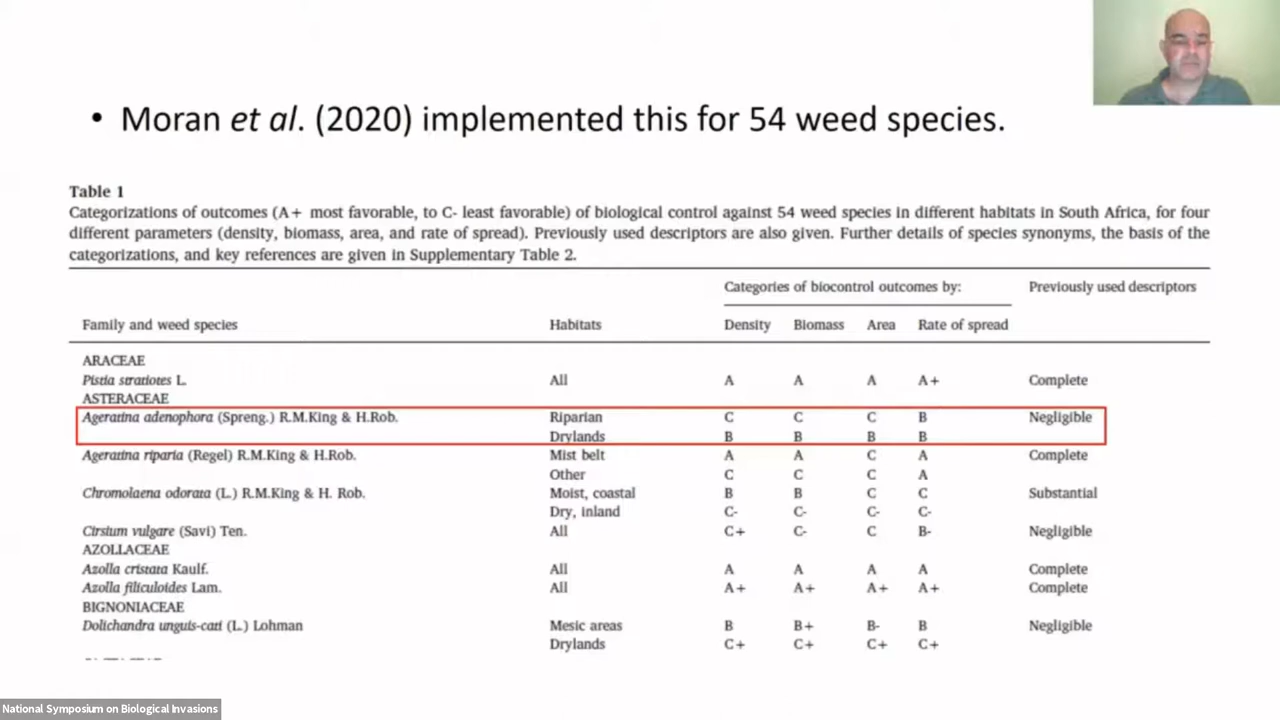 • Moran et al. (2020) implemented this for 54 weed species.
Table 1
Categorizations of outcomes (A+ most favorable, to C- least favorable) of biological control against 54 weed species in different habitats in South Africa, for four
different parameters (density, biomass, area, and rate of spread). Previously used descriptors are also given. Further details of species synonyms, the basis of the
categorizations, and key references are given in Supplementary Table 2.
Categories of biocontrol outcomes by: Previously used descriptors
Family and weed species Habitats Density Biomass Area Rate of spread
ARACEAE
Pistia stratiotes L. All A A A A+ Complete
ASTERACEAE
Ageratina adenophora (Spreng.) R.M.King & H.Rob. Riparian C C C B Negligible
Drylands B B B B
Ageratina riparia (Regel) R.M.King & H.Rob. Mist belt A A C A Complete
Other C C C A
Chromolaena odorata (L.) R.M.King & H. Rob. Moist, coastal B B C C Substantial
Dry, inland C- C- C- C-
Cirsium vulgare (Savi) Ten. All C+ C- C B- Negligible
AZOLLACEAE
Azolla cristata Kaulf. All A A A A Complete
Azolla filiculoides Lam. All A+ A+ A+ A+ Complete
BIGNONIACEAE
Dolichandra unguis-cati (L.) Lohman Mesic areas B B+ B- B Negligible
Drylands C+ C+ C+ C+
National Symposium on Biological Invasions